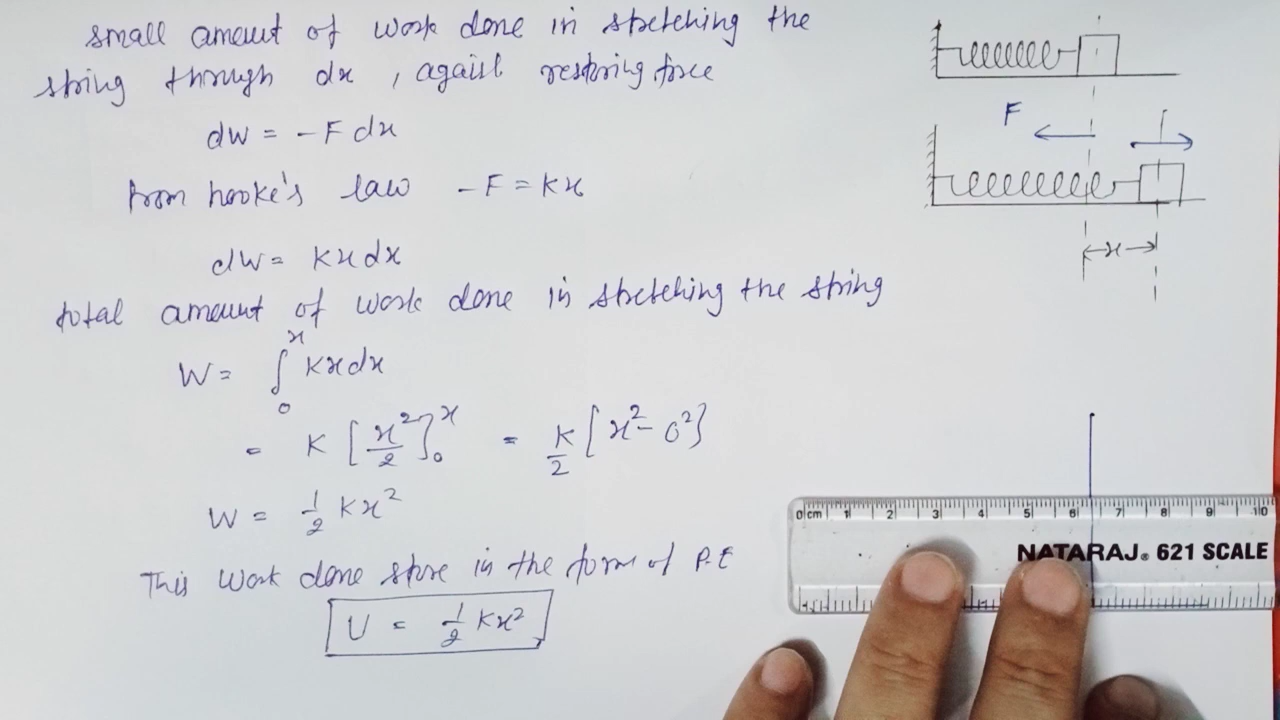 small amount of work done in stretching the
string through dx , agaist restoring force
dW = - F dx
from hooke's law - F = Kx
dW = Kx dx
total amount of work done in stretching the string
W = ∫₀ˣ Kx dx
= K [x²/2]₀ˣ = K/2 [x² - 0²]
W = 1/2 Kx²
This work done store in the form of P.E
U = 1/2 Kx²
F
x
0 cm 1 2 3 4 5 6 7 8 9 10
NATARAJ® 621 SCALE